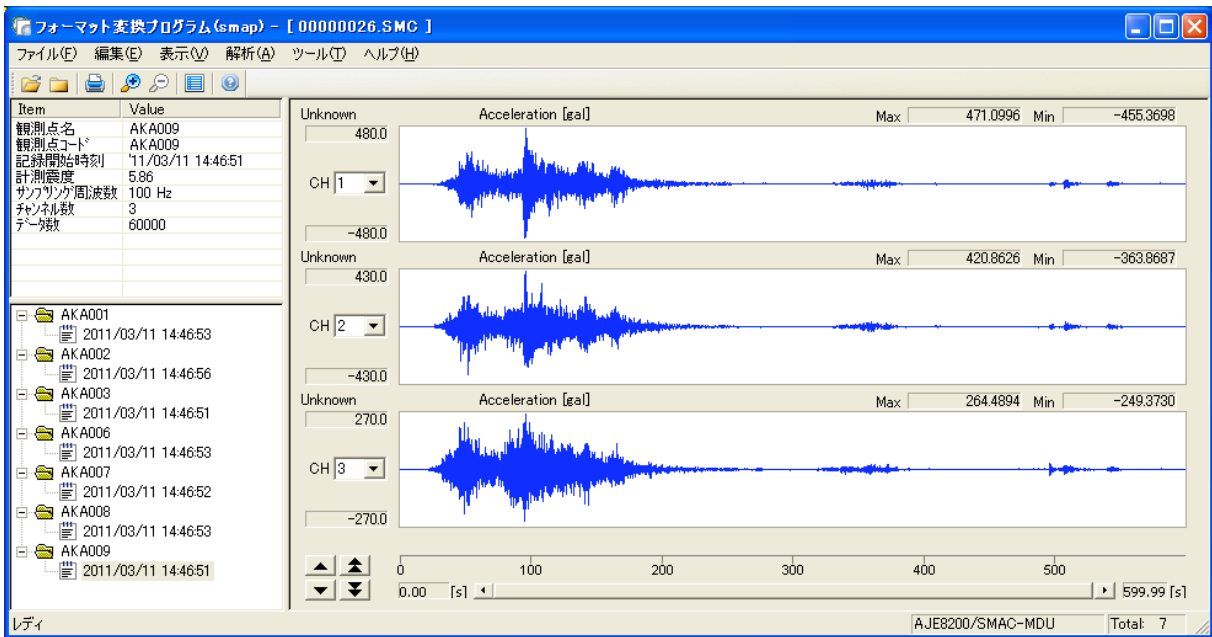 フォーマット変換プログラム(smap) - [ 00000026.SMC ]
ファイル(F) 編集(E) 表示(V) 解析(A) ツール(T) ヘルプ(H)
Item Value
観測点名 AKA009
観測点コード AKA009
記録開始時刻 '11/03/11 14:46:51
計測震度 5.86
サンプリング周波数 100 Hz
チャンネル数 3
データ数 60000
AKA001
2011/03/11 14:46:53
AKA002
2011/03/11 14:46:56
AKA003
2011/03/11 14:46:51
AKA006
2011/03/11 14:46:53
AKA007
2011/03/11 14:46:52
AKA008
2011/03/11 14:46:53
AKA009
2011/03/11 14:46:51
Unknown Acceleration [gal] Max 471.0996 Min -455.3698
480.0
CH 1
-480.0
Unknown Acceleration [gal] Max 420.8626 Min -363.8687
430.0
CH 2
-430.0
Unknown Acceleration [gal] Max 264.4894 Min -249.3730
270.0
CH 3
-270.0
0 100 200 300 400 500
0.00 [s] 599.99 [s]
レディ AJE8200/SMAC-MDU Total: 7